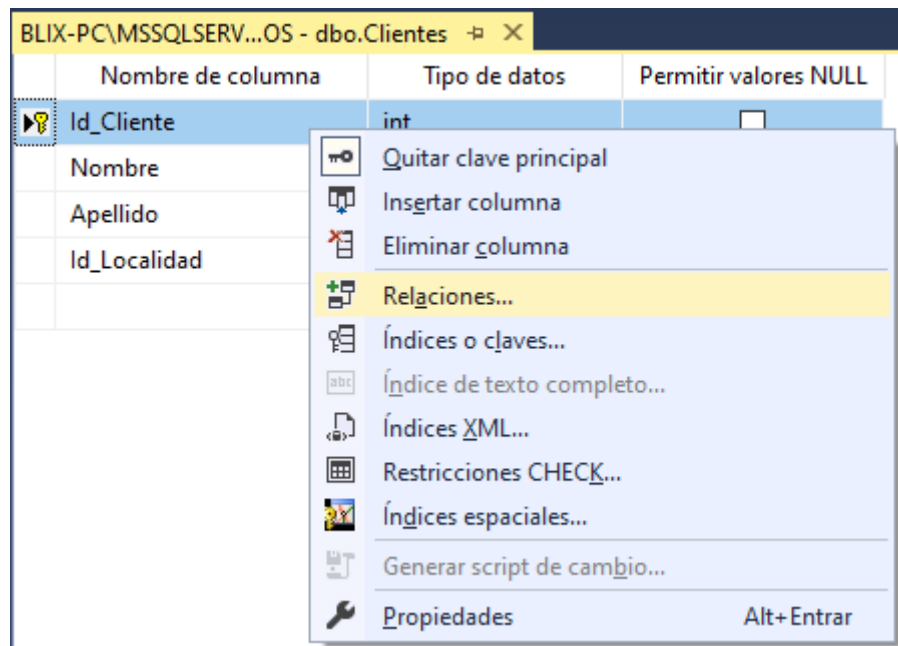 BLIX-PC\MSSQLSERV...OS - dbo.Clientes
Nombre de columna Tipo de datos Permitir valores NULL
Id_Cliente int
Nombre
Apellido
Id_Localidad
Quitar clave principal
Insertar columna
Eliminar columna
Relaciones...
Índices o claves...
abc Índice de texto completo...
Índices XML...
Restricciones CHECK...
Índices espaciales...
Generar script de cambio...
Propiedades Alt+Entrar